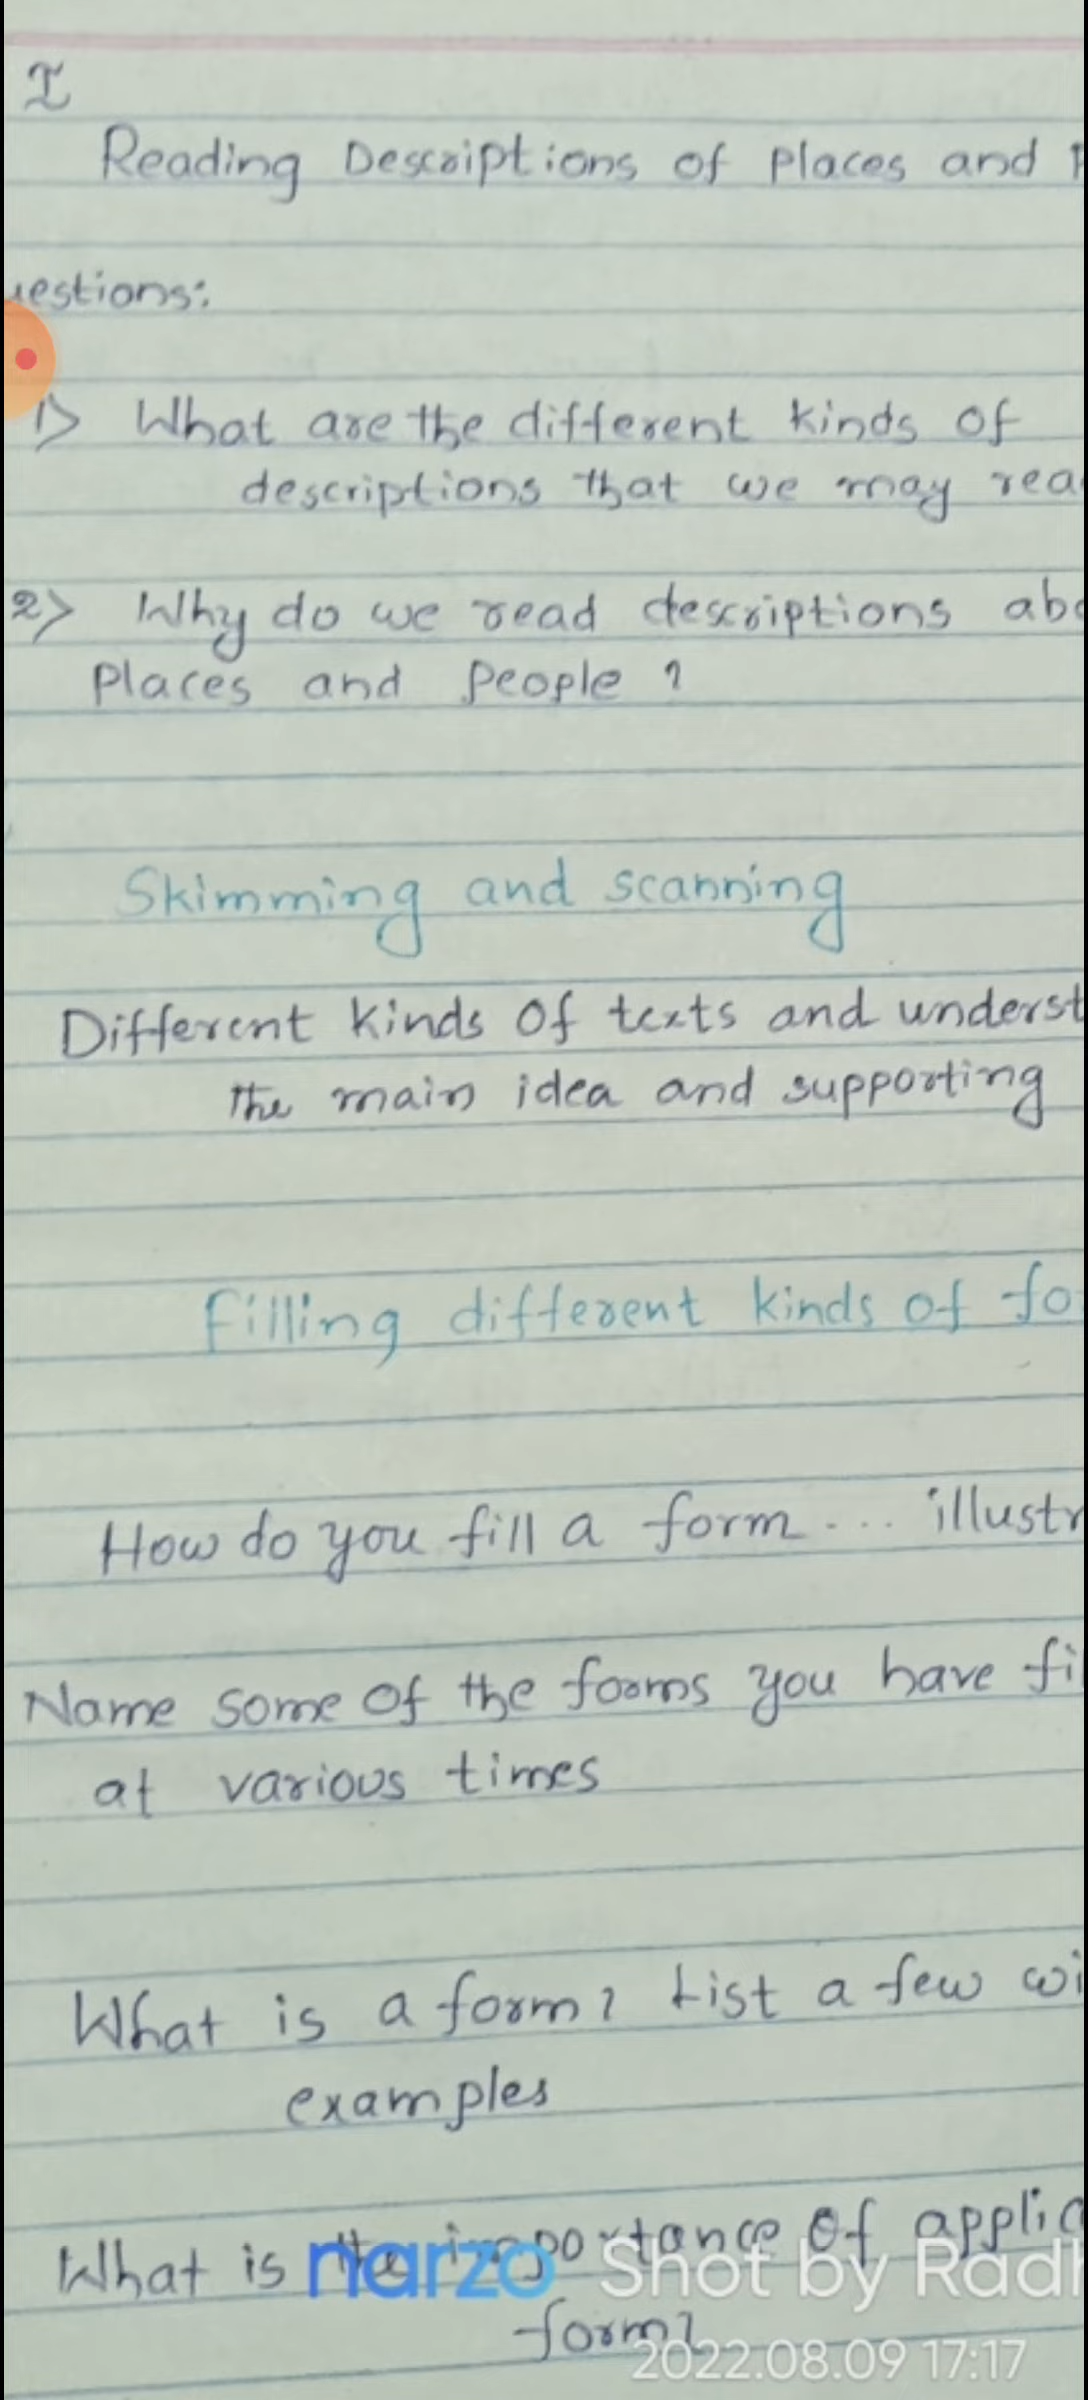 I
Reading Descriptions of places and
estions:
1> What are the different kinds of
descriptions that we may rea
2> Why do we read descriptions abo
places and people ?
Skimming and scanning
Different kinds of texts and underst
the main idea and supporting
Filling different kinds of fo
How do you fill a form ... illustr
Name some of the forms you have fi
at various times
What is a form? List a few wi
examples
What is the importance of applic
form?
narzo Shot by Radh
2022.08.09 17:17